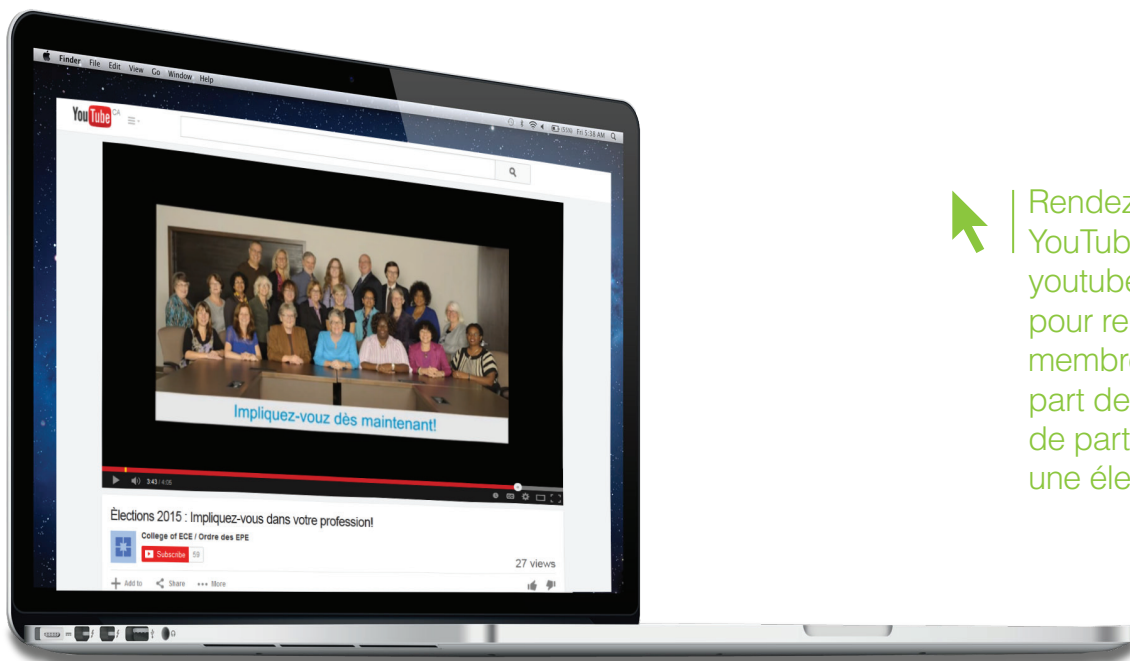 Finder File Edit View Go Window Help
(55%) Fri 5:38 AM
YouTube CA
Impliquez-vouz dès maintenant!
3:43 / 4:09
Élections 2015 : Impliquez-vous dans votre profession!
College of ECE / Ordre des EPE
Subscribe 59
27 views
Add to Share More
Rendez
YouTub
youtube
pour re
membre
part de
de part
une éle